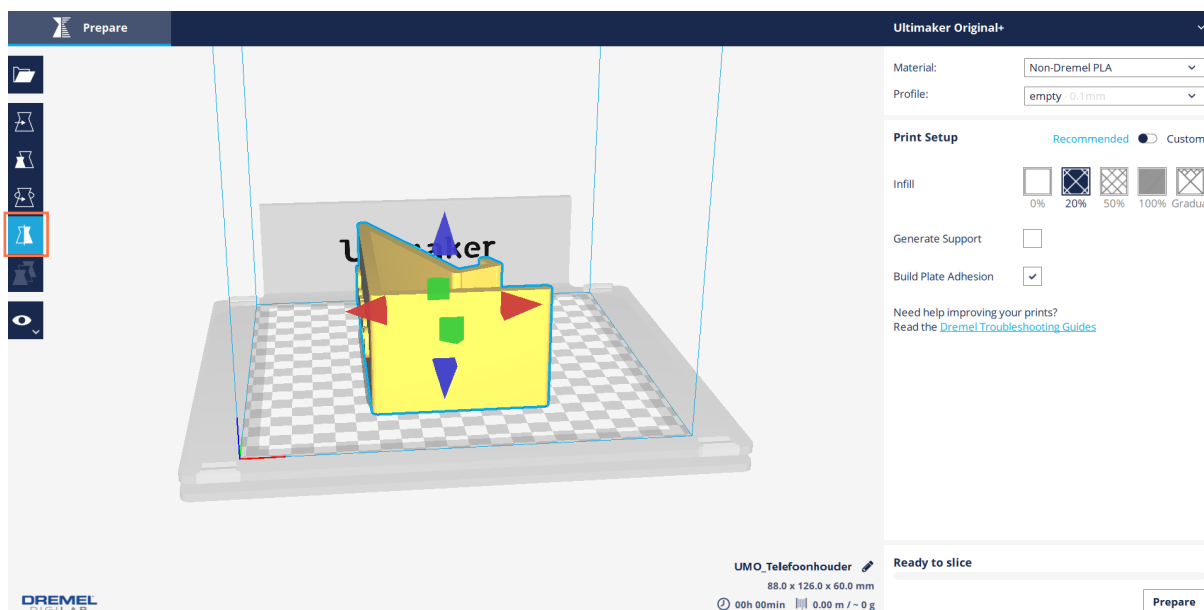 Prepare
Ultimaker Original+
Material:
Non-Dremel PLA
Profile:
empty - 0.1mm
Print Setup
Recommended
Custom
Infill
0%
20%
50%
100%
Generate Support
Build Plate Adhesion
Need help improving your prints?
Read the Dremel Troubleshooting Guides
UMO_Telefoonhouder
88.0 x 126.0 x 60.0 mm
00h 00min
0.00 m / ~ 0 g
Ready to slice
Prepare
DREMEL